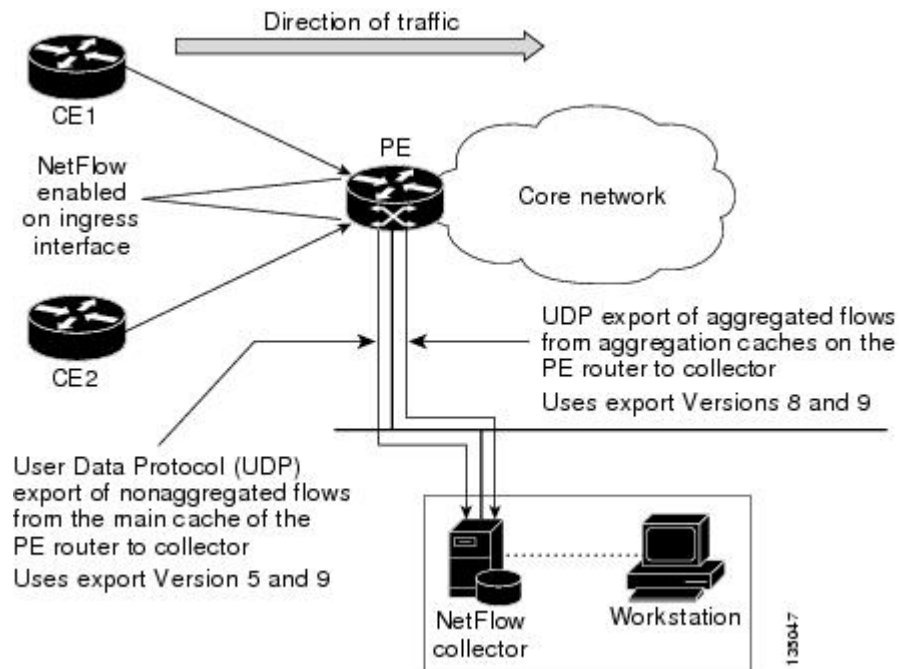 Direction of traffic
CE1
PE
NetFlow
enabled
on ingress
interface
Core network
CE2
UDP export of aggregated flows
from aggregation caches on the
PE router to collector
Uses export Versions 8 and 9
User Data Protocol (UDP)
export of nonaggregated flows
from the main cache of the
PE router to collector
Uses export Version 5 and 9
NetFlow
collector
Workstation
135047